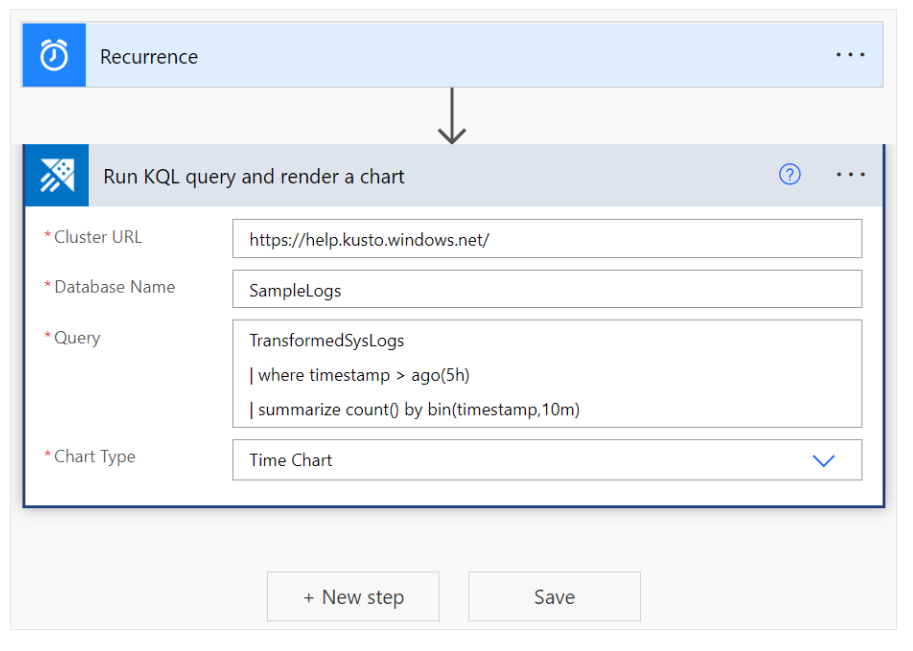 Recurrence
...
Run KQL query and render a chart
?
...
*Cluster URL
https://help.kusto.windows.net/
*Database Name
SampleLogs
*Query
TransformedSysLogs
| where timestamp > ago(5h)
| summarize count() by bin(timestamp,10m)
*Chart Type
Time Chart
+ New step
Save